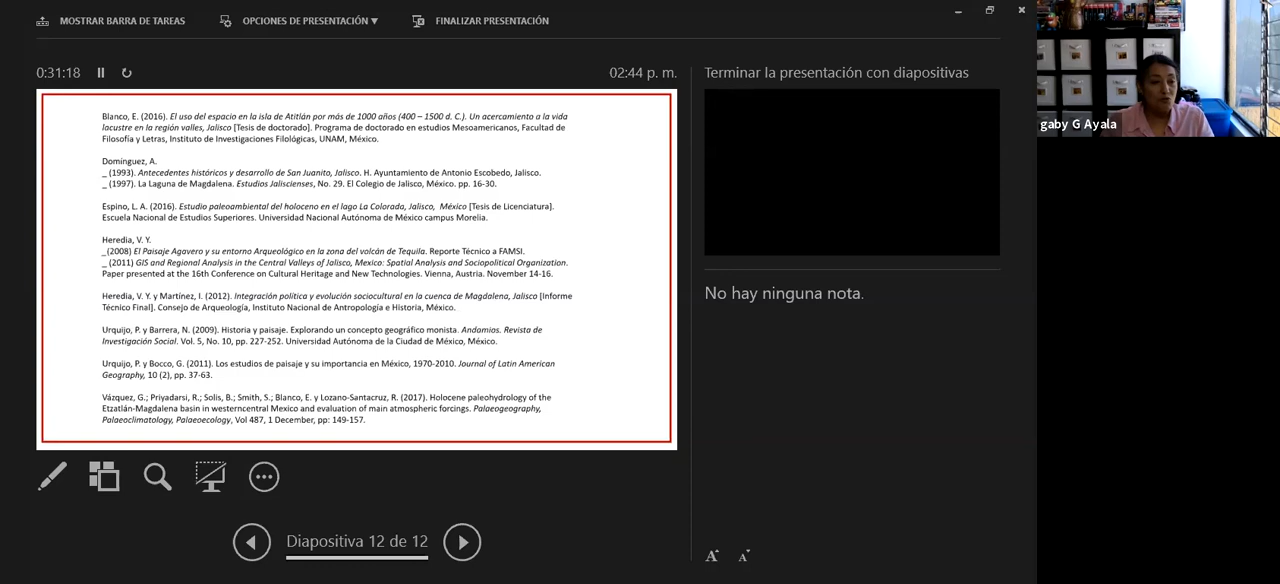 MOSTRAR BARRA DE TAREAS OPCIONES DE PRESENTACIÓN ▼ FINALIZAR PRESENTACIÓN
0:31:18 02:44 p. m.
Blanco, E. (2016). El uso del espacio en la isla de Atitlán por más de 1000 años (400 – 1500 d. C.). Un acercamiento a la vida
lacustre en la región valles, Jalisco [Tesis de doctorado]. Programa de doctorado en estudios Mesoamericanos, Facultad de
Filosofía y Letras, Instituto de Investigaciones Filológicas, UNAM, México.
Domínguez, A.
_ (1993). Antecedentes históricos y desarrollo de San Juanito, Jalisco. H. Ayuntamiento de Antonio Escobedo, Jalisco.
_ (1997). La Laguna de Magdalena. Estudios Jaliscienses, No. 29. El Colegio de Jalisco, México. pp. 16-30.
Espino, L. A. (2016). Estudio paleoambiental del holoceno en el lago La Colorada, Jalisco, México [Tesis de Licenciatura].
Escuela Nacional de Estudios Superiores. Universidad Nacional Autónoma de México campus Morelia.
Heredia, V. Y.
_(2008) El Paisaje Agavero y su entorno Arqueológico en la zona del volcán de Tequila. Reporte Técnico a FAMSI.
_ (2011) GIS and Regional Analysis in the Central Valleys of Jalisco, Mexico: Spatial Analysis and Sociopolitical Organization.
Paper presented at the 16th Conference on Cultural Heritage and New Technologies. Vienna, Austria. November 14-16.
Heredia, V. Y. y Martínez, I. (2012). Integración política y evolución sociocultural en la cuenca de Magdalena, Jalisco [Informe
Técnico Final]. Consejo de Arqueología, Instituto Nacional de Antropología e Historia, México.
Urquijo, P. y Barrera, N. (2009). Historia y paisaje. Explorando un concepto geográfico monista. Andamios. Revista de
Investigación Social. Vol. 5, No. 10, pp. 227-252. Universidad Autónoma de la Ciudad de México, México.
Urquijo, P. y Bocco, G. (2011). Los estudios de paisaje y su importancia en México, 1970-2010. Journal of Latin American
Geography, 10 (2), pp. 37-63.
Vázquez, G.; Priyadarsi, R.; Solis, B.; Smith, S.; Blanco, E. y Lozano-Santacruz, R. (2017). Holocene paleohydrology of the
Etzatlán-Magdalena basin in westerncentral Mexico and evaluation of main atmospheric forcings. Palaeogeography,
Palaeoclimatology, Palaeoecology, Vol 487, 1 December, pp: 149-157.
Diapositiva 12 de 12
Terminar la presentación con diapositivas
No hay ninguna nota.
A A
gaby G Ayala